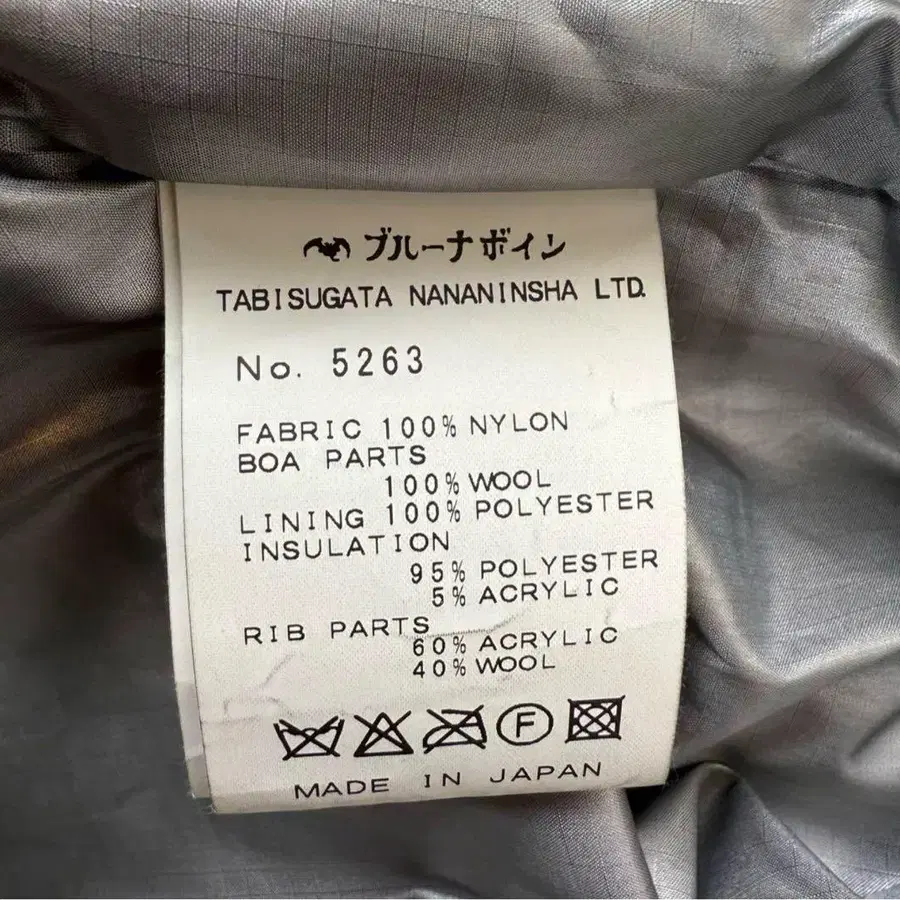 ブルーナボイン
TABISUGATA NANANINSHA LTD.
No. 5263
FABRIC 100% NYLON
BOA PARTS
100% WOOL
LINING 100% POLYESTER
INSULATION
95% POLYESTER
5% ACRYLIC
RIB PARTS
60% ACRYLIC
40% WOOL
F
MADE IN JAPAN